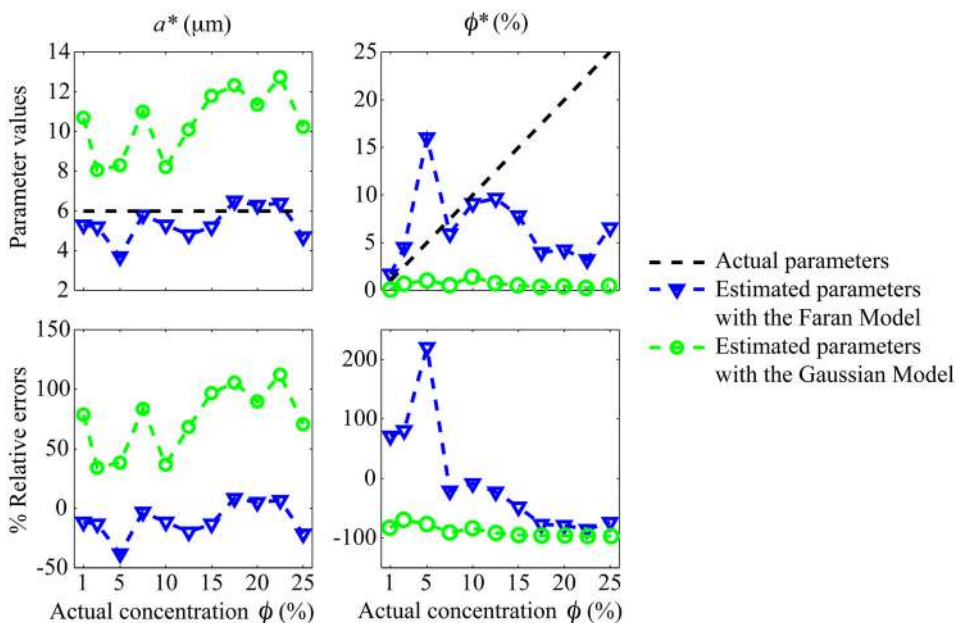 a* (μm)
ϕ* (%)
Parameter values
14
12
10
8
6
4
2
25
20
15
10
5
0
Actual parameters
Estimated parameters
with the Faran Model
Estimated parameters
with the Gaussian Model
% Relative errors
150
100
50
0
-50
200
100
0
-100
1 5 10 15 20 25
1 5 10 15 20 25
Actual concentration ϕ (%)
Actual concentration ϕ (%)